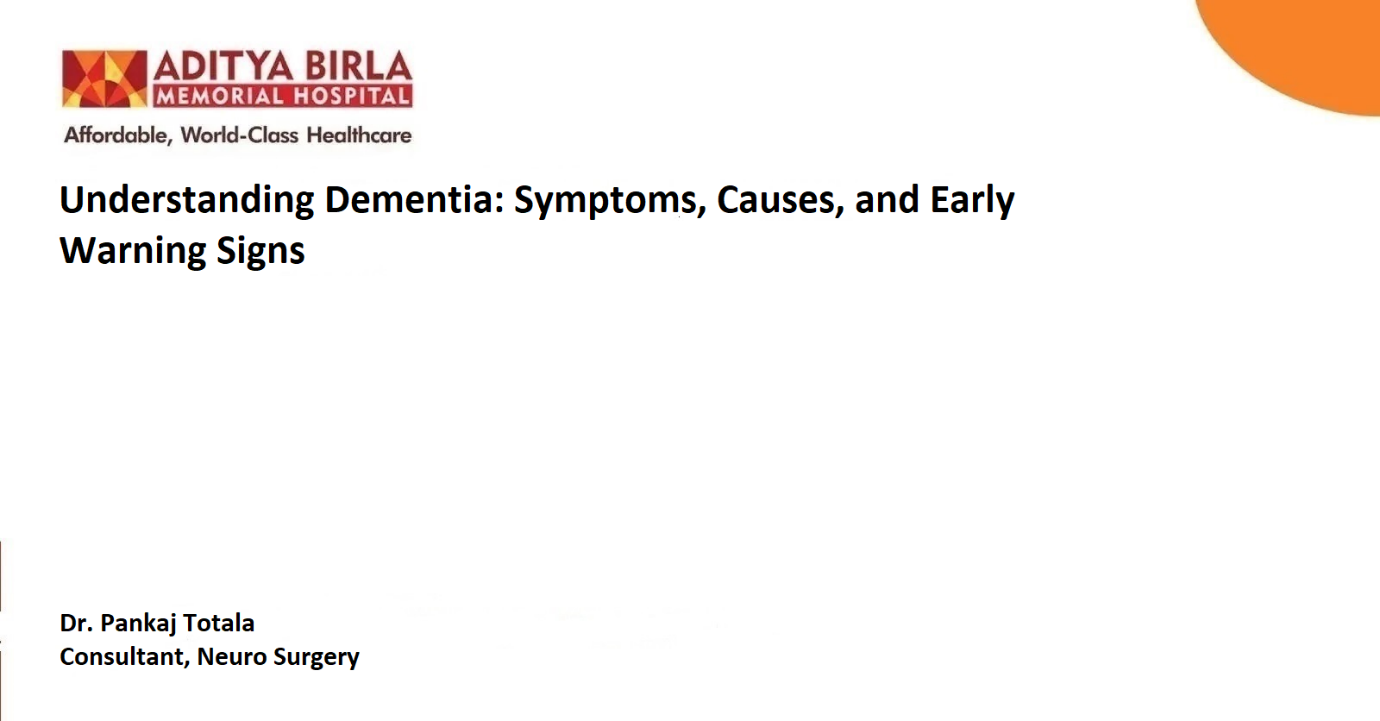 ADITYA BIRLA
MEMORIAL HOSPITAL
Affordable, World-Class Healthcare
Understanding Dementia: Symptoms, Causes, and Early
Warning Signs
Dr. Pankaj Totala
Consultant, Neuro Surgery